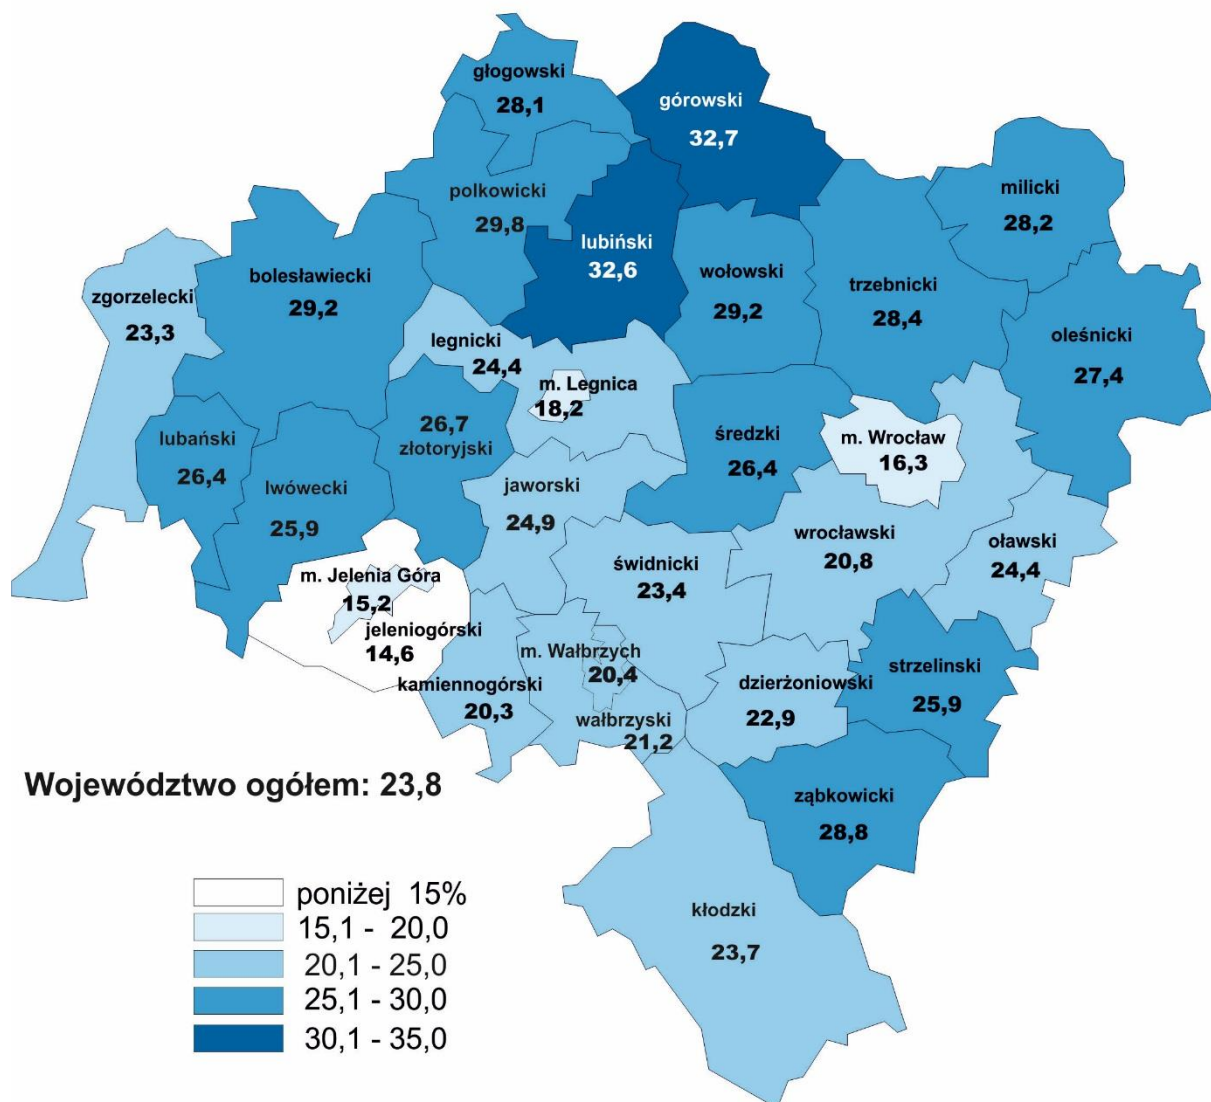 głogowski
28,1
górowski
32,7
polkowicki
29,8
milicki
28,2
lubiński
32,6
bolesławiecki
29,2
zgorzelecki
23,3
wołowski
29,2
trzebnicki
28,4
oleśnicki
27,4
legnicki
24,4
m. Legnica
18,2
26,7
złotoryjski
lubański
26,4
lwówecki
25,9
średzki
26,4
m. Wrocław
16,3
jaworski
24,9
wrocławski
20,8
oławski
24,4
świdnicki
23,4
m. Jelenia Góra
15,2
jeleniogórski
14,6
kamiennogórski
20,3
m. Wałbrzych
20,4
wałbrzyski
21,2
dzierżoniowski
22,9
strzelinski
25,9
ząbkowicki
28,8
kłodzki
23,7
Województwo ogółem: 23,8
poniżej 15%
15,1 - 20,0
20,1 - 25,0
25,1 - 30,0
30,1 - 35,0